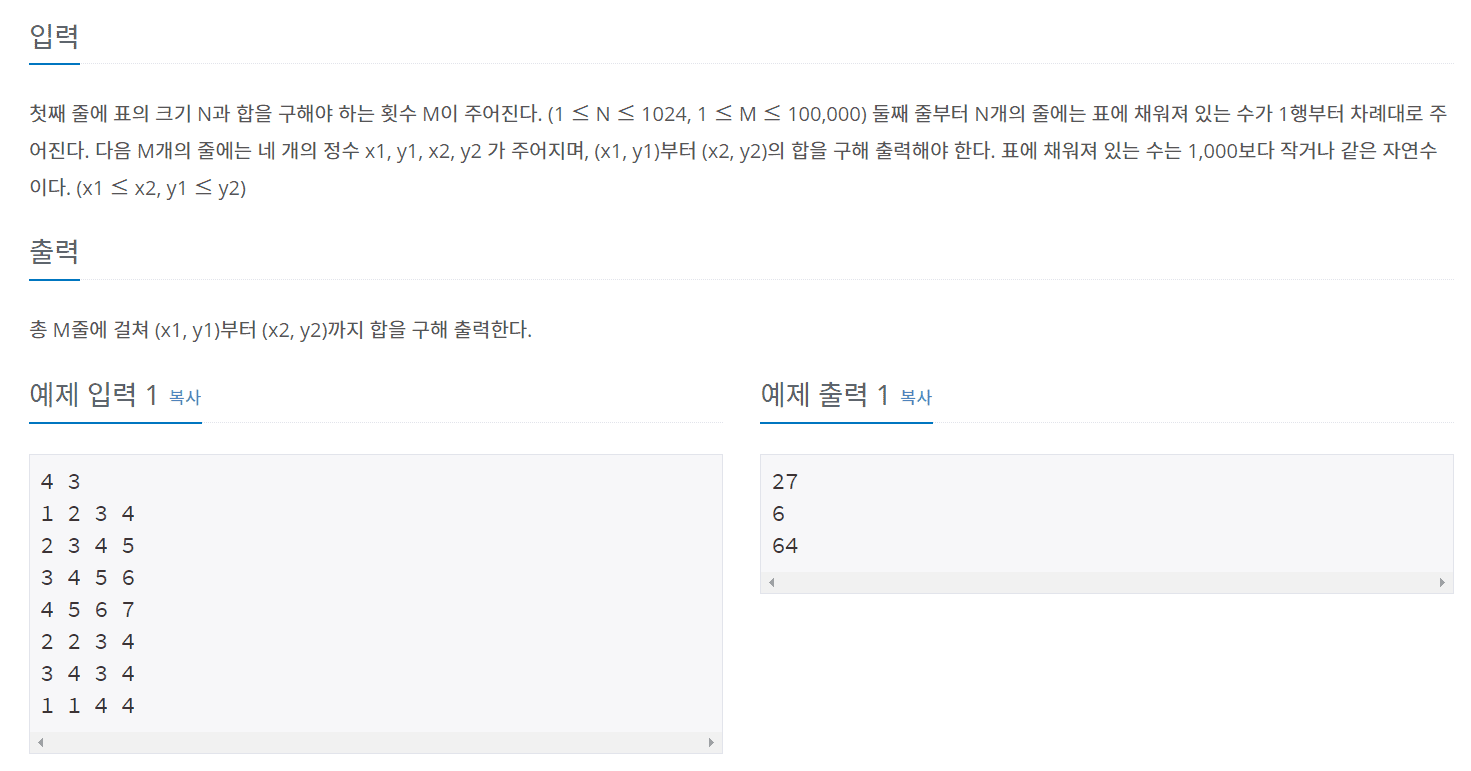 입력
첫째 줄에 표의 크기 N과 합을 구해야 하는 횟수 M이 주어진다. (1 ≤ N ≤ 1024, 1 ≤ M ≤ 100,000) 둘째 줄부터 N개의 줄에는 표에 채워져 있는 수가 1행부터 차례대로 주
어진다. 다음 M개의 줄에는 네 개의 정수 x1, y1, x2, y2 가 주어지며, (x1, y1)부터 (x2, y2)의 합을 구해 출력해야 한다. 표에 채워져 있는 수는 1,000보다 작거나 같은 자연수
이다. (x1 ≤ x2, y1 ≤ y2)
출력
총 M줄에 걸쳐 (x1, y1)부터 (x2, y2)까지 합을 구해 출력한다.
예제 입력 1 복사
4 3
1 2 3 4
2 3 4 5
3 4 5 6
4 5 6 7
2 2 3 4
3 4 3 4
1 1 4 4
예제 출력 1 복사
27
6
64